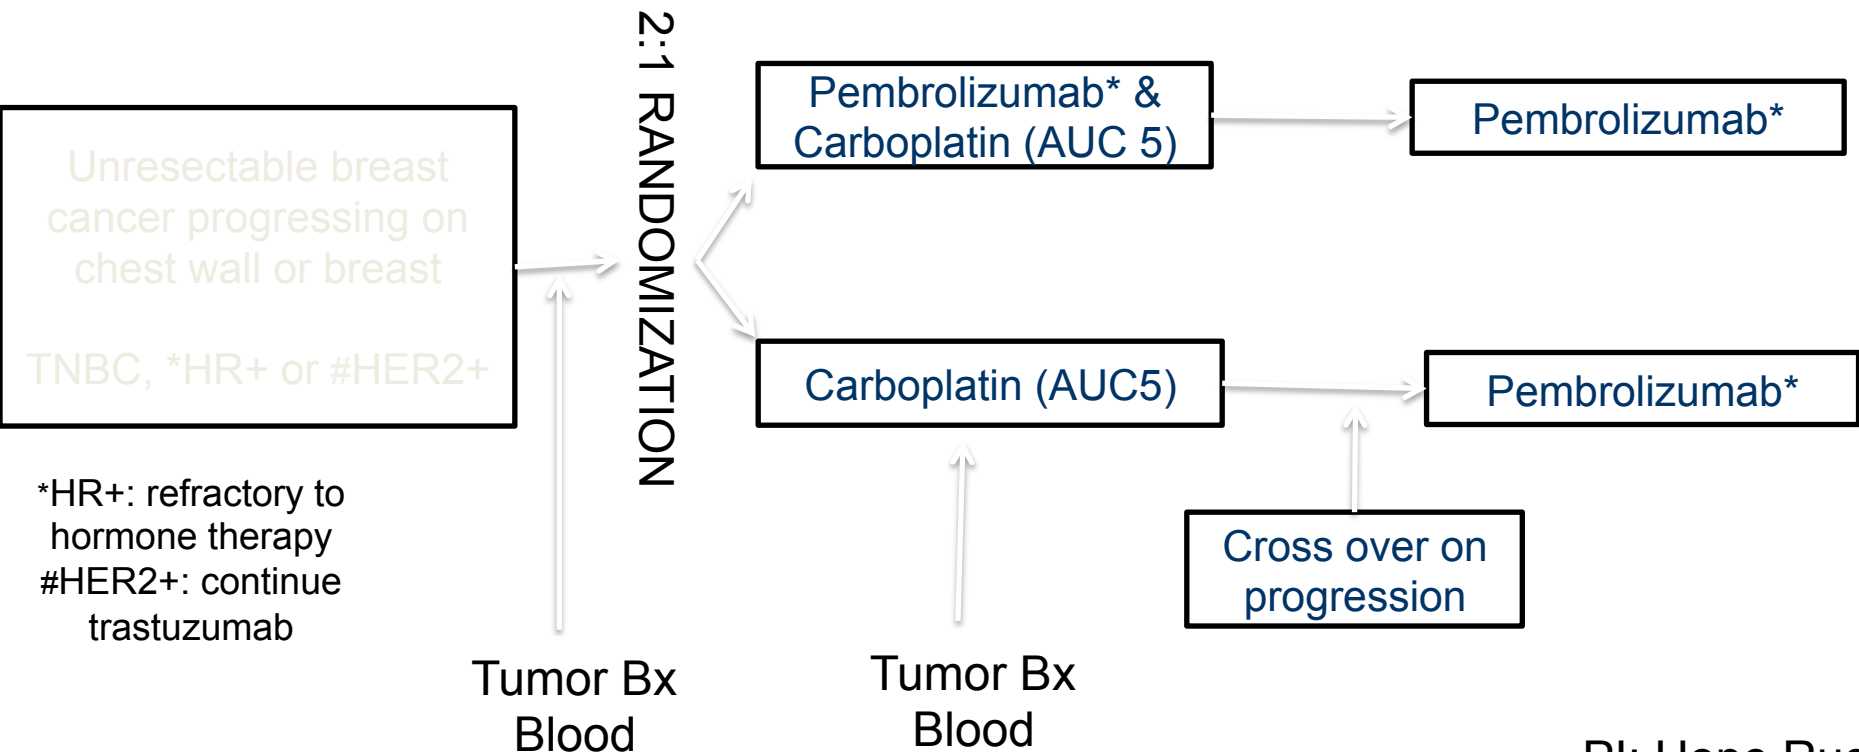 Unresectable breast
cancer progressing on
chest wall or breast
TNBC, *HR+ or #HER2+
*HR+: refractory to
hormone therapy
#HER2+: continue
trastuzumab
2:1 RANDOMIZATION
Pembrolizumab* &
Carboplatin (AUC 5)
Pembrolizumab*
Carboplatin (AUC5)
Pembrolizumab*
Cross over on
progression
Tumor Bx
Blood
Tumor Bx
Blood
PI: Hope